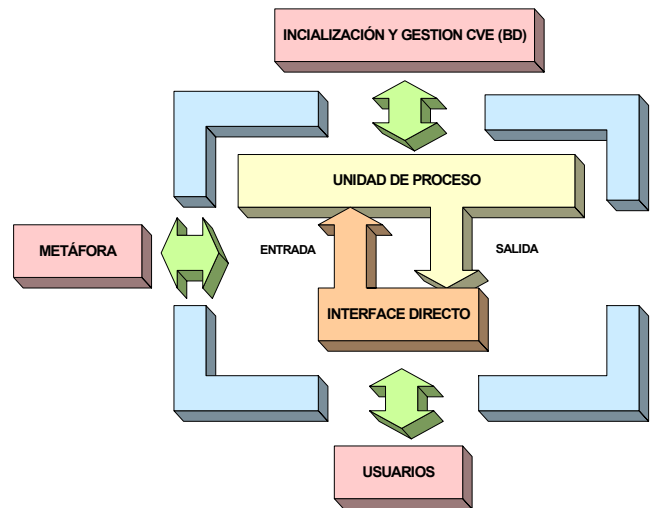 INCIALIZACIÓN Y GESTION CVE (BD)
UNIDAD DE PROCESO
METÁFORA
ENTRADA
SALIDA
INTERFACE DIRECTO
USUARIOS